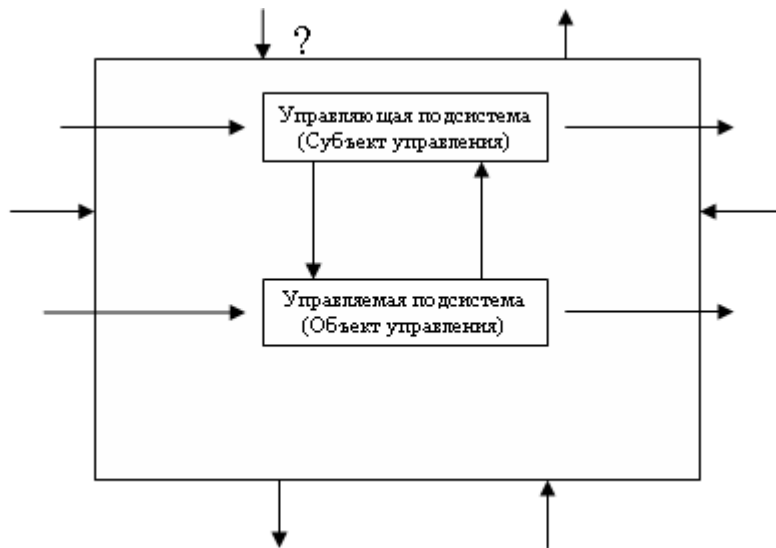 ?
Управляющая подсистема
(Субъект управления)
Управляемая подсистема
(Объект управления)